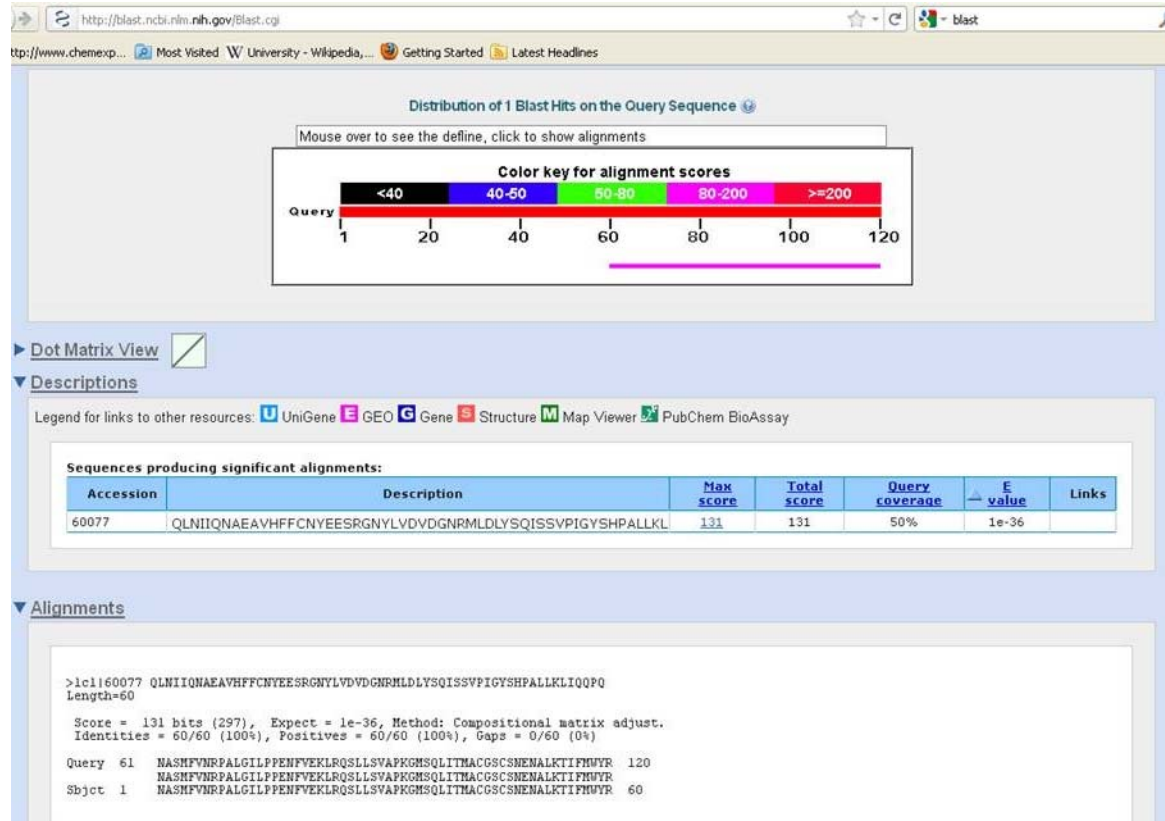 http://blast.ncbi.nlm.nih.gov/Blast.cgi
blast
ttp://www.chemexp... Most Visited University - Wikipedia,... Getting Started Latest Headlines
Distribution of 1 Blast Hits on the Query Sequence
Mouse over to see the defline, click to show alignments
Color key for alignment scores
<40 40-50 50-80 80-200 >=200
Query
1 20 40 60 80 100 120
Dot Matrix View
Descriptions
Legend for links to other resources: U UniGene E GEO G Gene S Structure M Map Viewer PubChem BioAssay
Sequences producing significant alignments:
Accession Description Max score Total score Query coverage E value Links
60077 QLNIIQNAEAVHFFCNYEESRGNYLVDVDGNRMLDLYSQISSVPIGYSHPALLKL 131 131 50% 1e-36
Alignments
>lcl|60077 QLNIIQNAEAVHFFCNYEESRGNYLVDVDGNRMLDLYSQISSVPIGYSHPALLKLIQQPQ
Length=60
Score = 131 bits (297), Expect = 1e-36, Method: Compositional matrix adjust.
Identities = 60/60 (100%), Positives = 60/60 (100%), Gaps = 0/60 (0%)
Query 61 NASMFVNRPALGILPPENFVEKLRQSLLSVAPKGMSQLITMACGSCSNENALKTIFMWYR 120
NASMFVNRPALGILPPENFVEKLRQSLLSVAPKGMSQLITMACGSCSNENALKTIFMWYR
Sbjct 1 NASMFVNRPALGILPPENFVEKLRQSLLSVAPKGMSQLITMACGSCSNENALKTIFMWYR 60